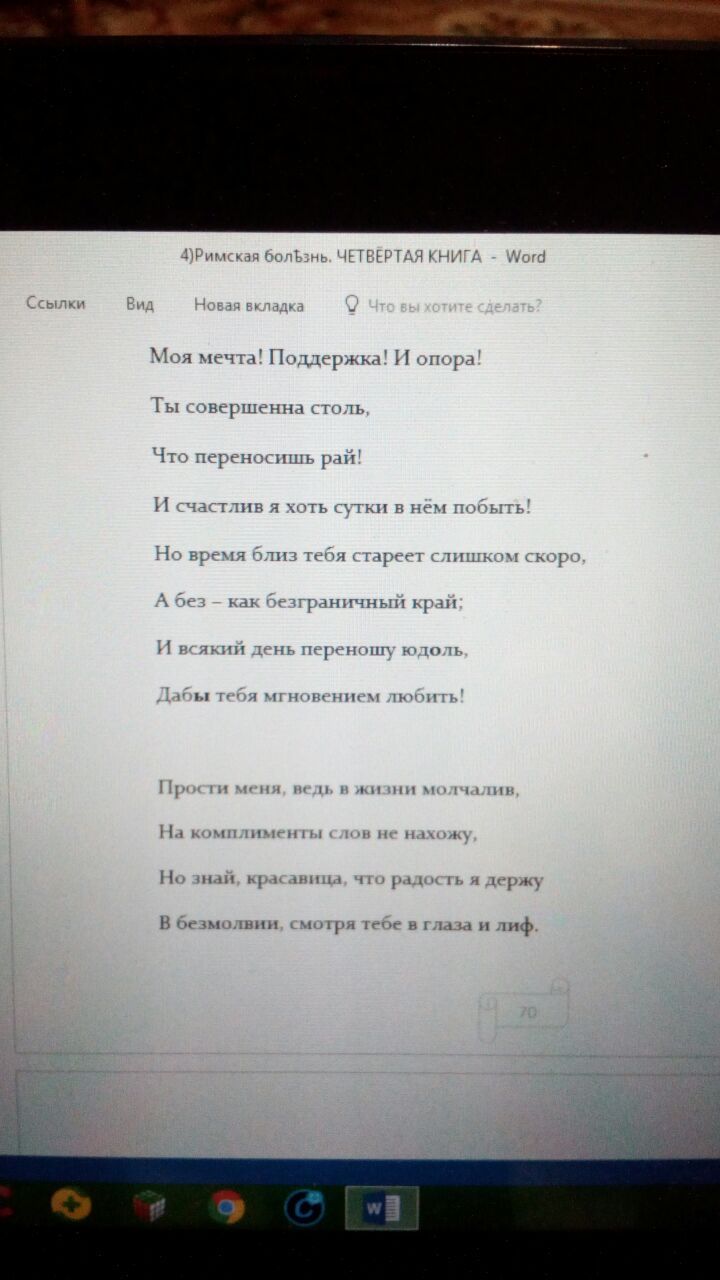 4)Римская болѣзнь. ЧЕТВЁРТАЯ КНИГА - Word
Ссылки Вид Новая вкладка Что вы хотите сделать?
Моя мечта! Поддержка! И опора!
Ты совершенна столь,
Что переносишь рай!
И счастлив я хоть сутки в нём побыть!
Но время близ тебя стареет слишком скоро,
А без – как безграничный край;
И всякий день переношу юдоль,
Дабы тебя мгновением любить!
Прости меня, ведь в жизни молчалив,
На комплименты слов не нахожу,
Но знай, красавица, что радость я держу
В безмолвии, смотря тебе в глаза и лиф.
70
W